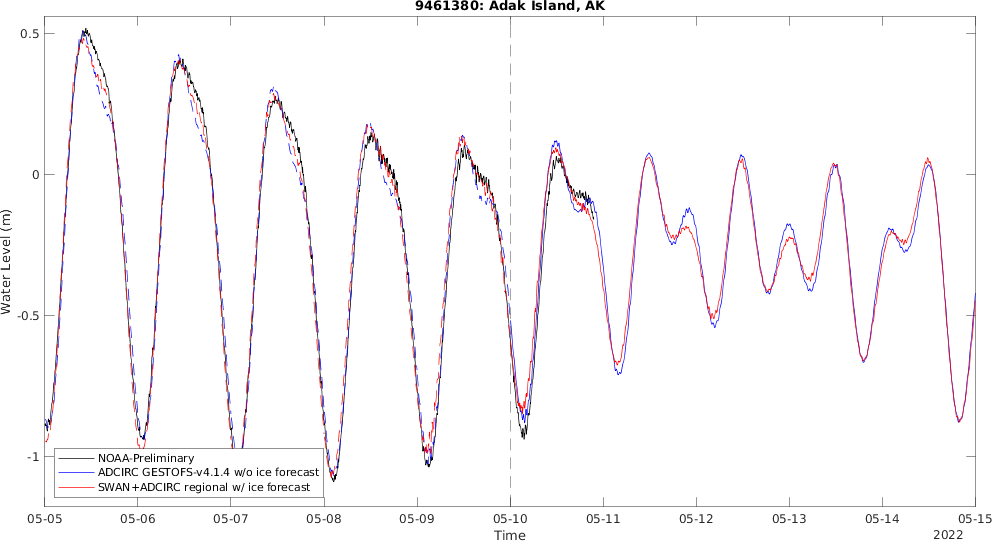 9461380: Adak Island, AK
0.5
0
-0.5
-1
Water Level (m)
NOAA-Preliminary
ADCIRC GESTOFS-v4.1.4 w/o ice forecast
SWAN+ADCIRC regional w/ ice forecast
05-05 05-06 05-07 05-08 05-09 05-10 05-11 05-12 05-13 05-14 05-15
Time
2022